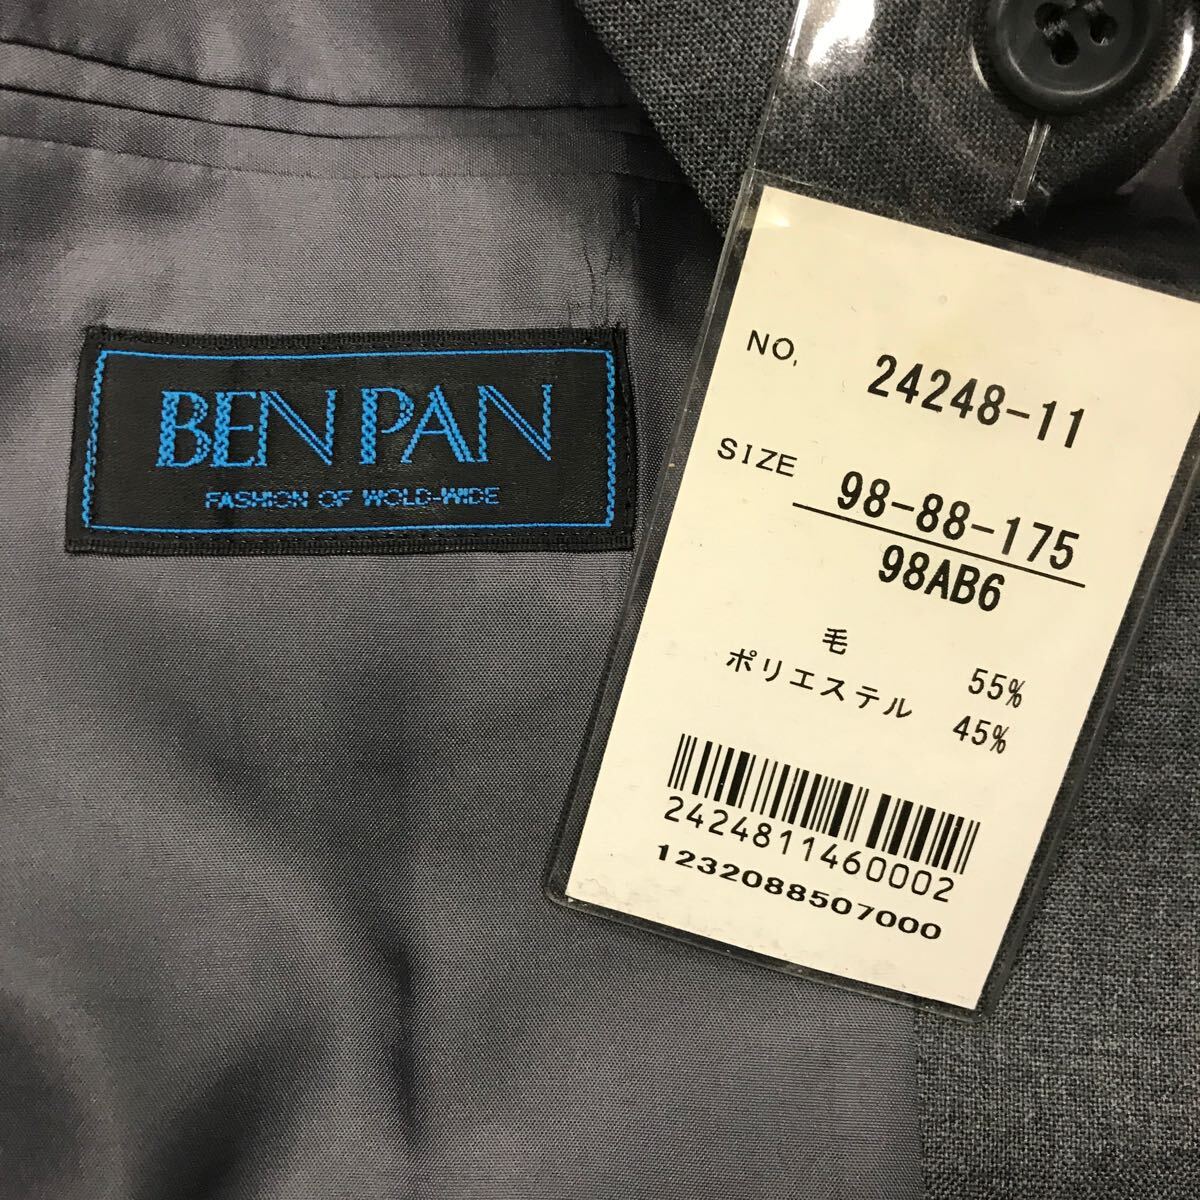 BEN PAN
FASHION OF WOLD-WIDE
NO, 24248-11
SIZE 98-88-175
98AB6
毛 55%
ポリエステル 45%
2424811460002
1232088507000